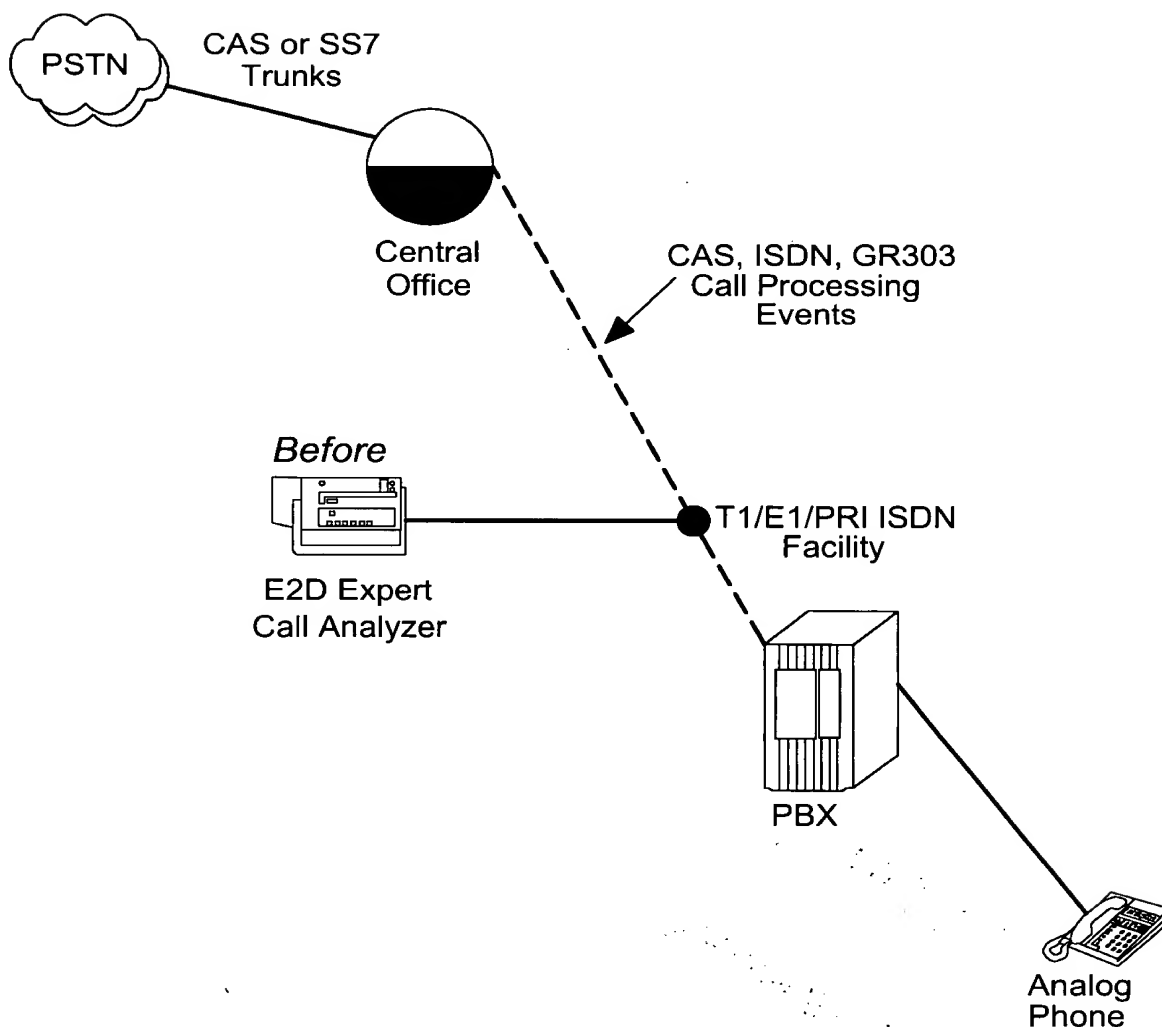 PSTN
CAS or SS7
Trunks
Central
Office
CAS, ISDN, GR303
Call Processing
Events
Before
T1/E1/PRI ISDN
Facility
E2D Expert
Call Analyzer
PBX
Analog
Phone